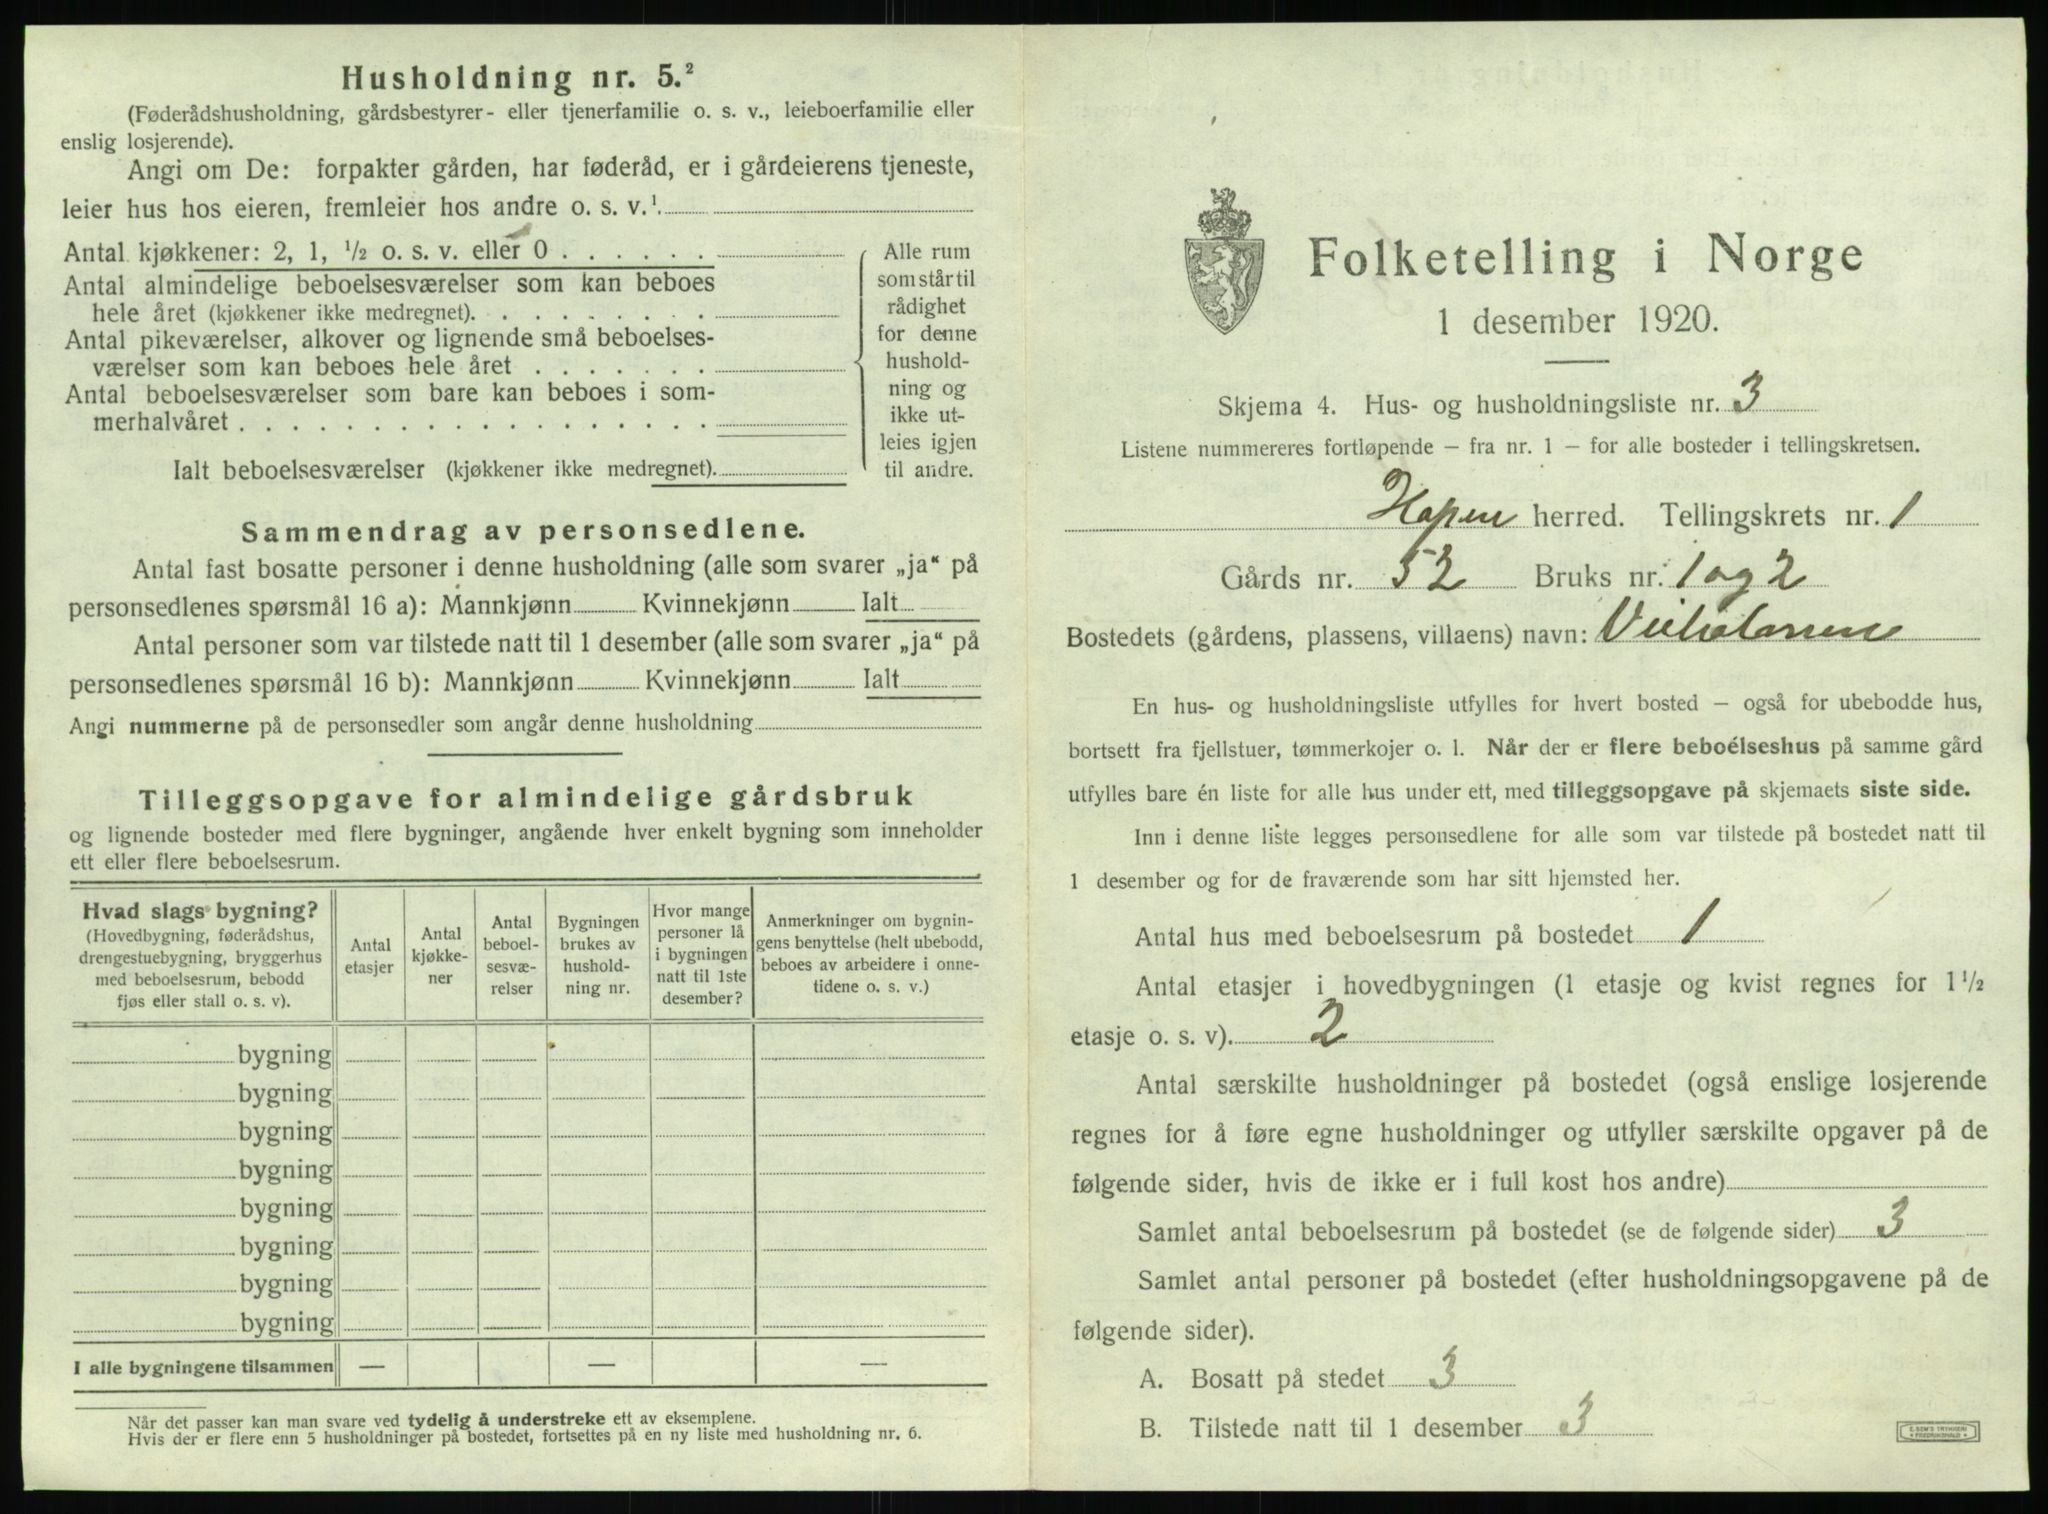 Husholdning nr. 5.²
(Føderådshusholdning, gårdsbestyrer- eller tjenerfamilie o. s. v., leieboerfamilie eller
enslig losjerende).
Angi om De: forpakter gården, har føderåd, er i gårdeierens tjeneste,
leier hus hos eieren, fremleier hos andre o. s. v.¹.
Antal kjøkkener: 2, 1, ½ o. s. v. eller 0 . . . . . .
Antal almindelige beboelsesværelser som kan beboes
hele året (kjøkkener ikke medregnet). . . . . . . . .
Antal pikeværelser, alkover og lignende små beboelses-
værelser som kan beboes hele året . . . . . . .
Antal beboelsesværelser som bare kan beboes i som-
merhalvåret . . . . . . . . . . . . . . . . . .
Ialt beboelsesværelser (kjøkkener ikke medregnet).
Alle rum
som står til
rådighet
for denne
hushold-
ning og
ikke ut-
leies igjen
til andre.
Sammendrag av personsedlene.
Antal fast bosatte personer i denne husholdning (alle som svarer „ja“ på
personsedlenes spørsmål 16 a): Mannkjønn Kvinnekjønn Ialt
Antal personer som var tilstede natt til 1 desember (alle som svarer „ja“ på
personsedlenes spørsmål 16 b): Mannkjønn Kvinnekjønn Ialt
Angi nummerne på de personsedler som angår denne husholdning
Tilleggsopgave for almindelige gårdsbruk
og lignende bosteder med flere bygninger, angående hver enkelt bygning som inneholder
ett eller flere beboelsesrum.
Hvad slags bygning?
(Hovedbygning, føderådshus,
drengestuebygning, bryggerhus
med beboelsesrum, bebodd
fjøs eller stall o. s. v).
Antal
etasjer
Antal
kjøkke-
ner
Antal
beboel-
sesvæ-
relser
Bygningen
brukes av
hushold-
ning nr.
Hvor mange
personer lå
i bygningen
natt til 1ste
desember?
Anmerkninger om bygnin-
gens benyttelse (helt ubebodd,
beboes av arbeidere i onne-
tidene o. s. v.)
bygning
bygning
bygning
bygning
bygning
bygning
bygning
bygning
I alle bygningene tilsammen — — —
Når det passer kan man svare ved tydelig å understreke ett av eksemplene.
Hvis der er flere enn 5 husholdninger på bostedet, fortsettes på en ny liste med husholdning nr. 6.
Folketelling i Norge
1 desember 1920.
Skjema 4. Hus- og husholdningsliste nr. 3
Listene nummereres fortløpende — fra nr. 1 — for alle bosteder i tellingskretsen.
Hopen herred. Tellingskrets nr. 1
Gårds nr. 52 Bruks nr. 1 og 2
Bostedets (gårdens, plassens, villaens) navn: Veiholmen
En hus- og husholdningsliste utfylles for hvert bosted — også for ubebodde hus,
bortsett fra fjellstuer, tømmerkojer o. l. Når der er flere beboélseshus på samme gård
utfylles bare én liste for alle hus under ett, med tilleggsopgave på skjemaets siste side.
Inn i denne liste legges personsedlene for alle som var tilstede på bostedet natt til
1 desember og for de fraværende som har sitt hjemsted her.
Antal hus med beboelsesrum på bostedet 1
Antal etasjer i hovedbygningen (1 etasje og kvist regnes for 1½
etasje o. s. v). 2
Antal særskilte husholdninger på bostedet (også enslige losjerende
regnes for å føre egne husholdninger og utfyller særskilte opgaver på de
følgende sider, hvis de ikke er i full kost hos andre)
Samlet antal beboelsesrum på bostedet (se de følgende sider) 3
Samlet antal personer på bostedet (efter husholdningsopgavene på de
følgende sider).
A. Bosatt på stedet 3
B. Tilstede natt til 1 desember 3
E. SEM'S TRYKKERI
FREDRIKSHALD